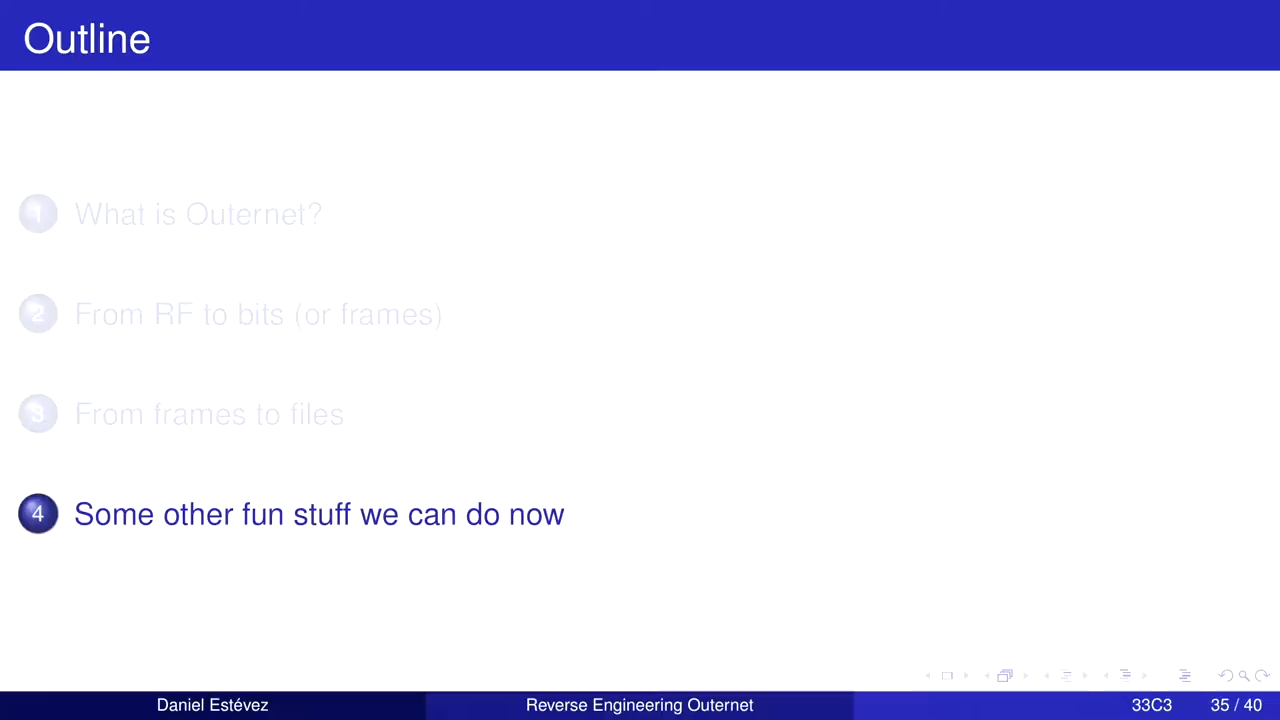 Outline
1 What is Outernet?
2 From RF to bits (or frames)
3 From frames to files
4 Some other fun stuff we can do now
Daniel Estévez Reverse Engineering Outernet 33C3 35 / 40